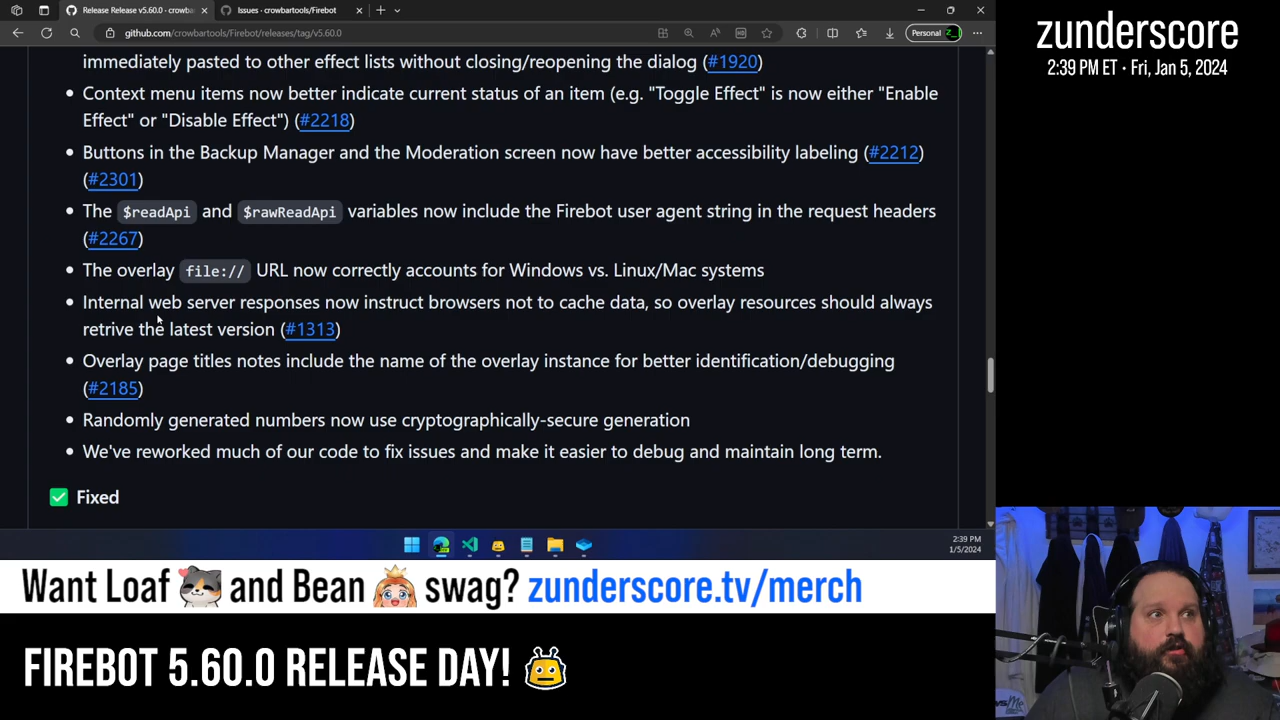 Release Release v5.60.0 · crowbar
Issues · crowbartools/Firebot
github.com/crowbartools/Firebot/releases/tag/v5.60.0
Personal
zunderscore
2:39 PM ET · Fri, Jan 5, 2024
immediately pasted to other effect lists without closing/reopening the dialog (#1920)
Context menu items now better indicate current status of an item (e.g. "Toggle Effect" is now either "Enable
Effect" or "Disable Effect") (#2218)
Buttons in the Backup Manager and the Moderation screen now have better accessibility labeling (#2212)
(#2301)
The $readApi and $rawReadApi variables now include the Firebot user agent string in the request headers
(#2267)
The overlay file:// URL now correctly accounts for Windows vs. Linux/Mac systems
Internal web server responses now instruct browsers not to cache data, so overlay resources should always
retrive the latest version (#1313)
Overlay page titles notes include the name of the overlay instance for better identification/debugging
(#2185)
Randomly generated numbers now use cryptographically-secure generation
We've reworked much of our code to fix issues and make it easier to debug and maintain long term.
Fixed
2:39 PM
1/5/2024
Want Loaf and Bean swag? zunderscore.tv/merch
FIREBOT 5.60.0 RELEASE DAY!